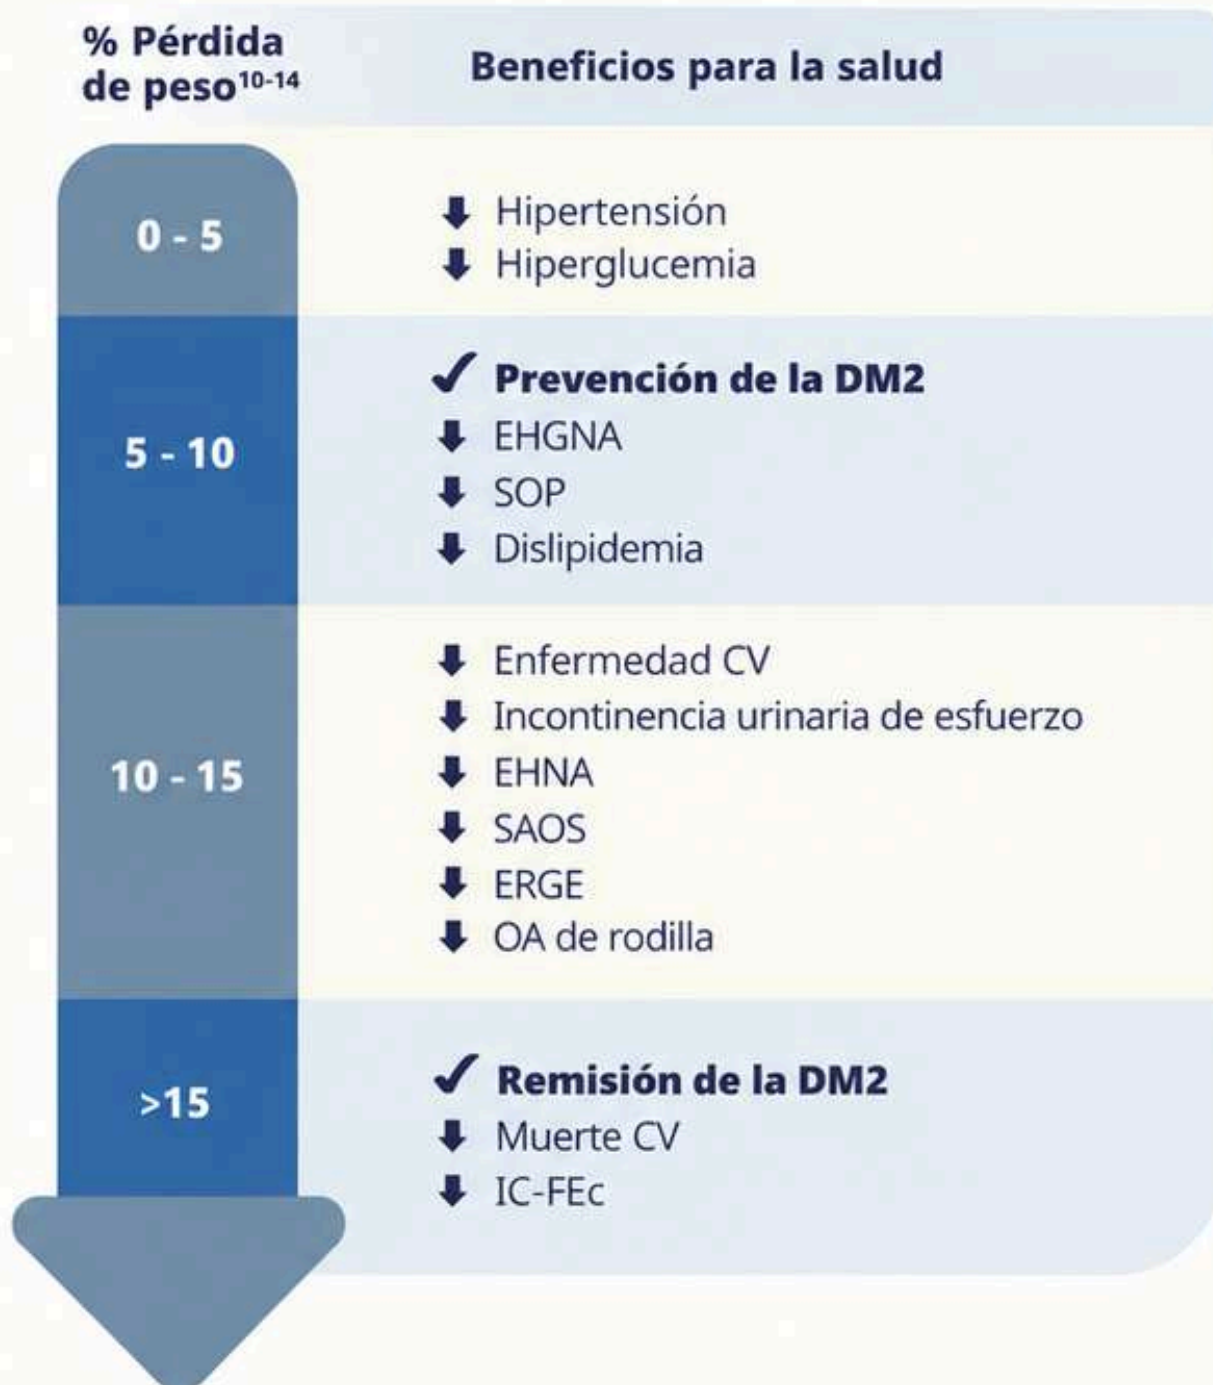 % Pérdida
de peso¹⁰⁻¹⁴
Beneficios para la salud
0 - 5
Hipertensión
Hiperglucemia
5 - 10
Prevención de la DM2
EHGNA
SOP
Dislipidemia
10 - 15
Enfermedad CV
Incontinencia urinaria de esfuerzo
EHNA
SAOS
ERGE
OA de rodilla
>15
Remisión de la DM2
Muerte CV
IC-FEc